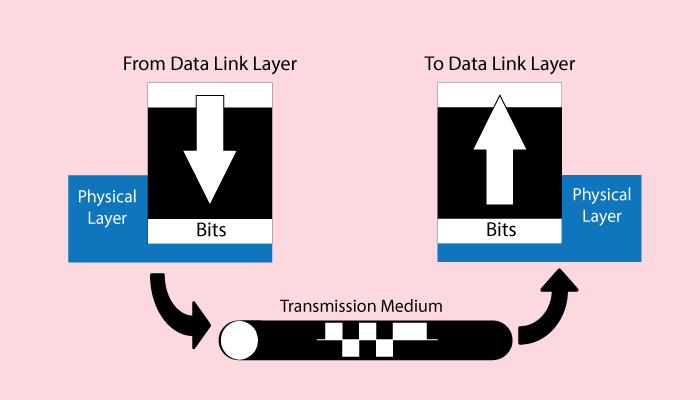 From Data Link Layer
To Data Link Layer
Physical
Layer
Bits
Bits
Physical
Layer
Transmission Medium